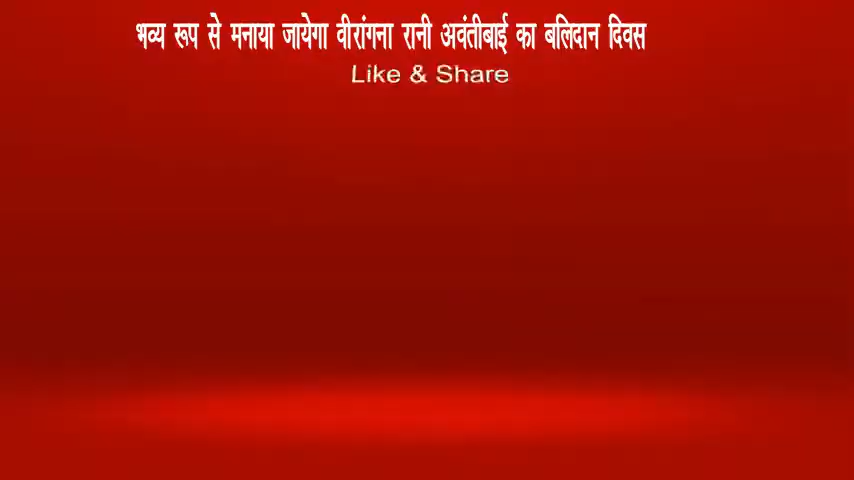 भव्य रूप से मनाया जायेगा वीरांगना रानी अवंतीबाई का बलिदान दिवस
Like & Share